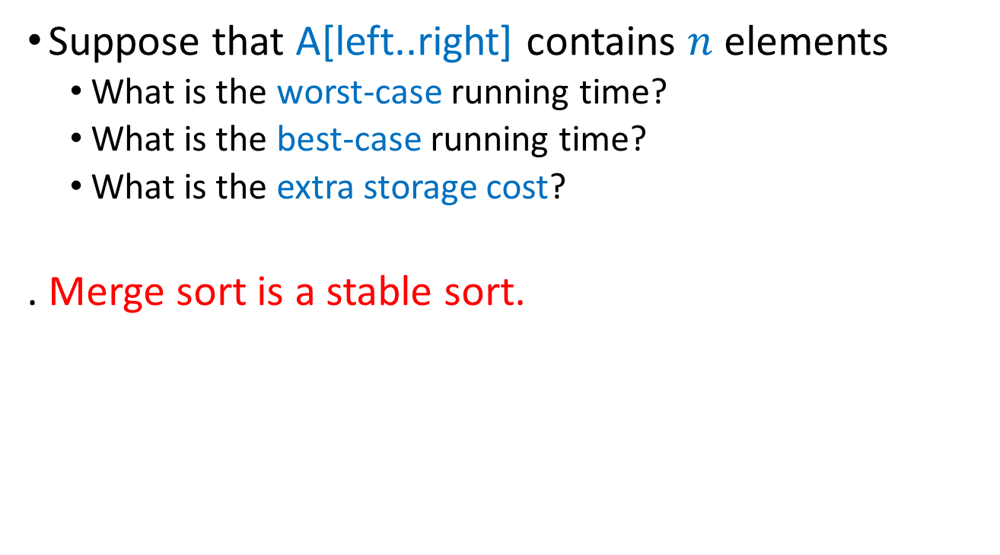 • Suppose that A[left..right] contains n elements
• What is the worst-case running time?
• What is the best-case running time?
• What is the extra storage cost?
. Merge sort is a stable sort.